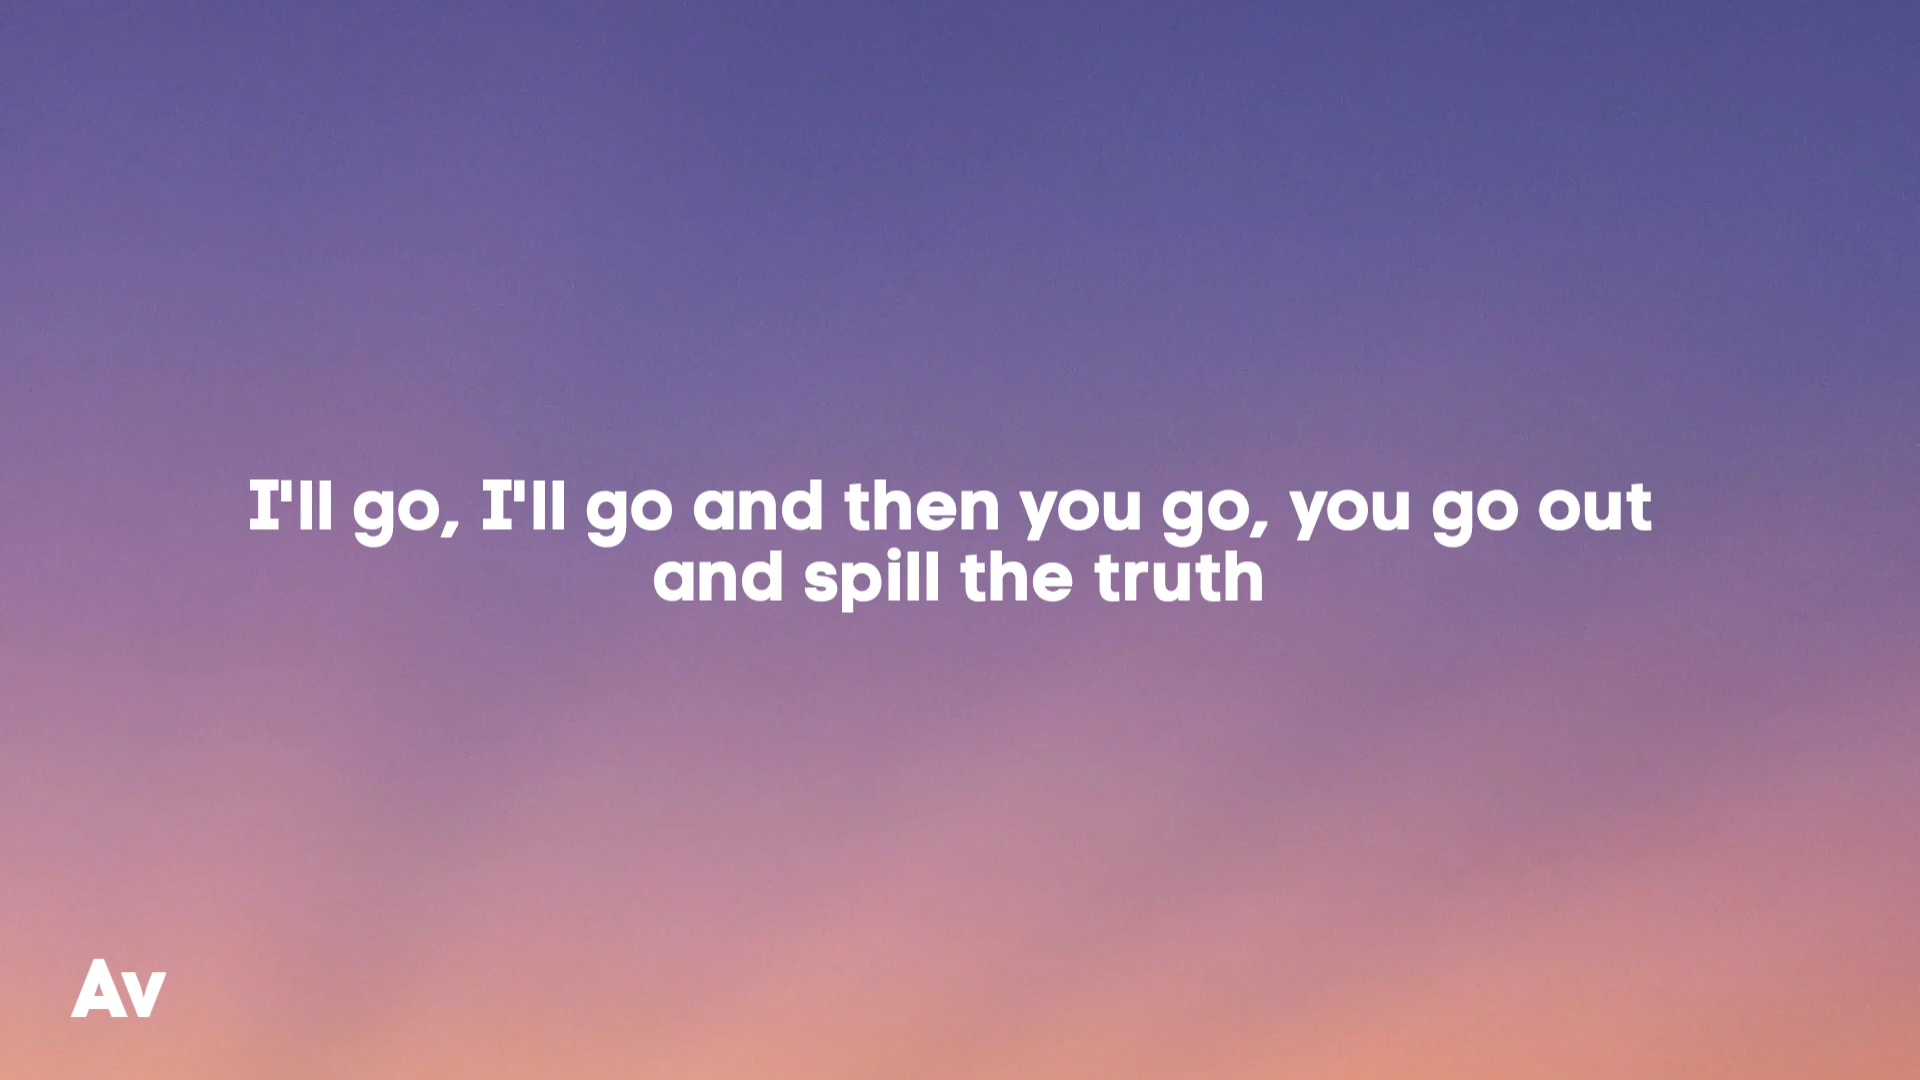 I'll go, I'll go and then you go, you go out
and spill the truth
Av